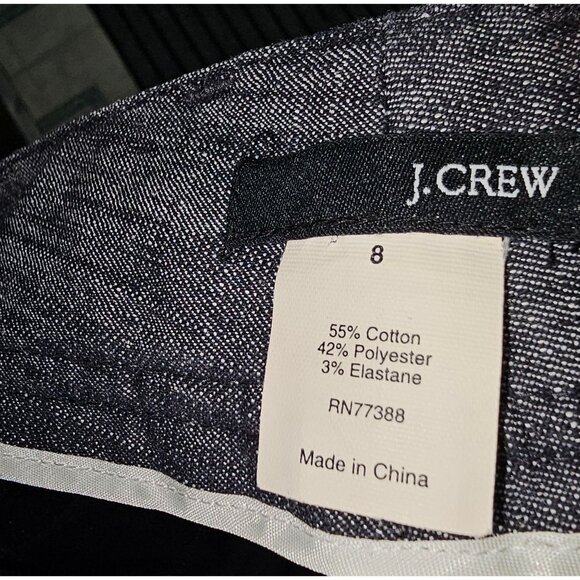 J.CREW
8
55% Cotton
42% Polyester
3% Elastane
RN77388
Made in China